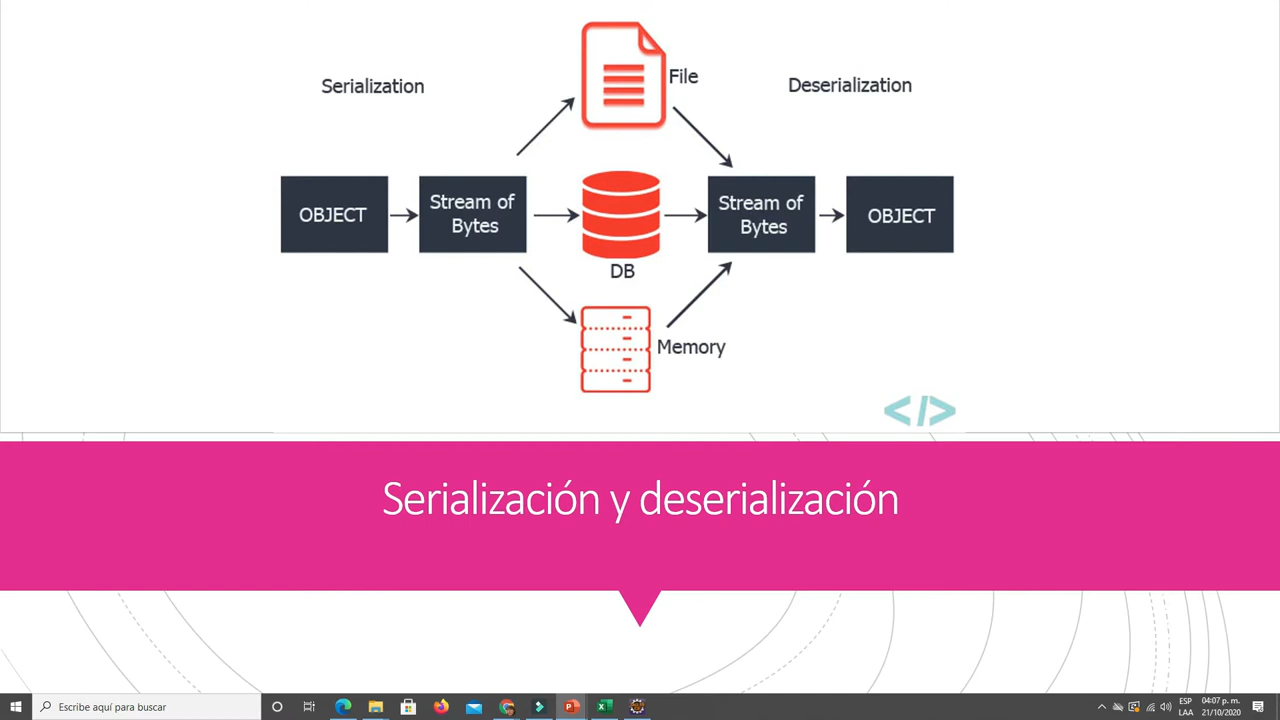 Serialization
File
Deserialization
OBJECT
Stream of
Bytes
Stream of
Bytes
OBJECT
DB
Memory
</>
Serialización y deserialización
Escribe aquí para buscar
ESP
LAA
04:07 p. m.
21/10/2020